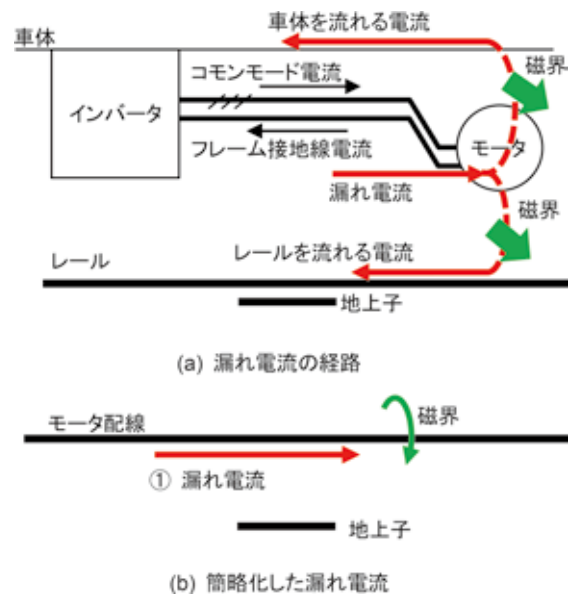 車体を流れる電流
車体
磁界
コモンモード電流
インバータ
モータ
フレーム接地線電流
漏れ電流
磁界
レールを流れる電流
レール
地上子
(a) 漏れ電流の経路
モータ配線
磁界
① 漏れ電流
地上子
(b) 簡略化した漏れ電流